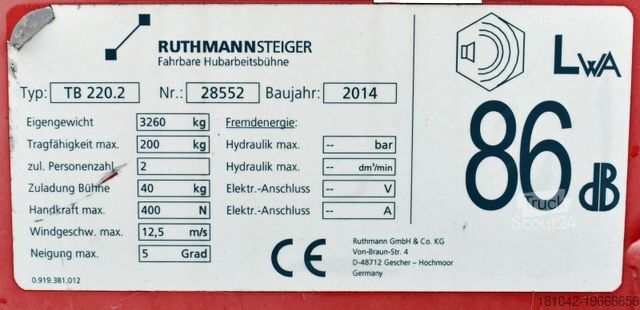 RUTHMANNSTEIGER
Fahrbare Hubarbeitsbühne
Typ: TB 220.2 Nr.: 28552 Baujahr: 2014
Eigengewicht 3260 kg
Tragfähigkeit max. 200 kg
zul. Personenzahl 2
Zuladung Bühne 40 kg
Handkraft max. 400 N
Windgeschw. max. 12,5 m/s
Neigung max. 5 Grad
Fremdenergie:
Hydraulik max. -- bar
Hydraulik max. -- dm³/min
Elektr.-Anschluss -- V
Elektr.-Anschluss -- A
LWA
86 dB
CE
Ruthmann GmbH & Co. KG
Von-Braun-Str. 4
D-48712 Gescher - Hochmoor
Germany
0.919.381.012
Truck
Scout24
181042-19666656